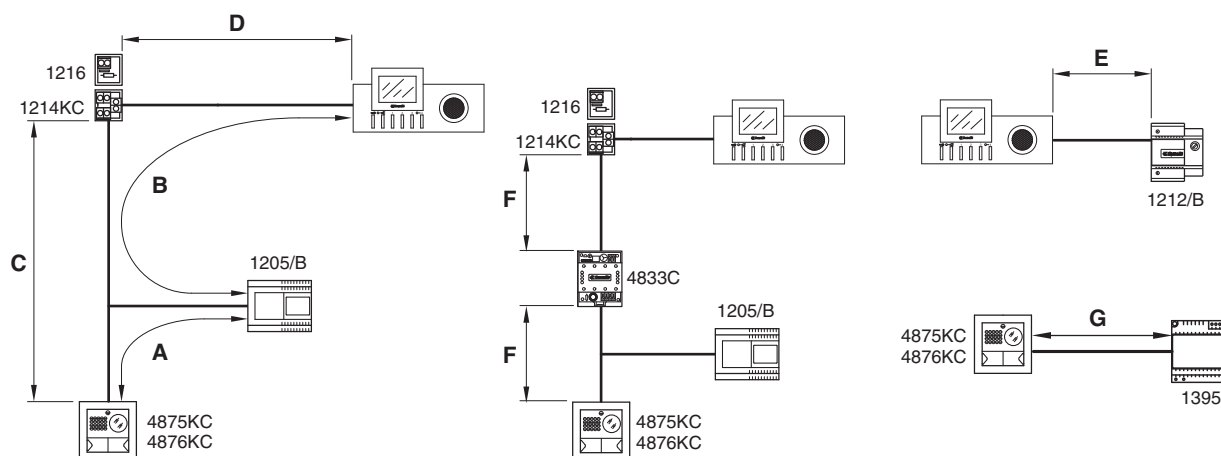 D
1216
1214KC
B
C
1205/B
A
4875KC
4876KC
1216
1214KC
F
4833C
1205/B
F
4875KC
4876KC
E
1212/B
4875KC
4876KC
G
1395